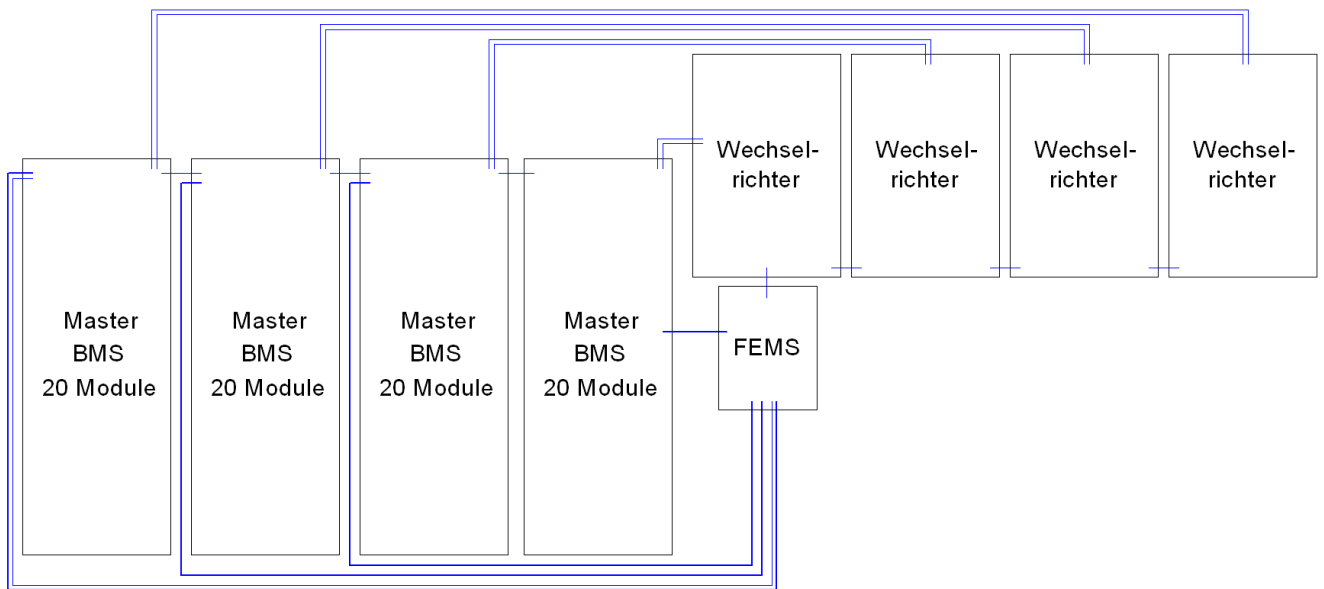 Wechsel-
richter
Wechsel-
richter
Wechsel-
richter
Wechsel-
richter
Master
BMS
20 Module
Master
BMS
20 Module
Master
BMS
20 Module
Master
BMS
20 Module
FEMS